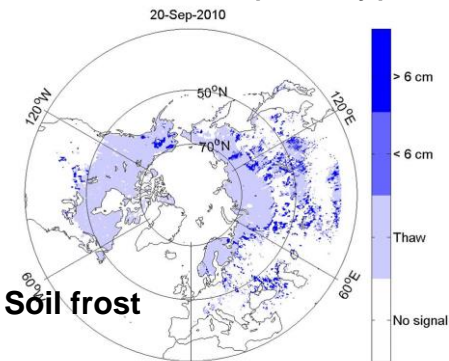 20-Sep-2010
120°W
50°N
120°E
70°N
60°W
60°E
Soil frost
> 6 cm
< 6 cm
Thaw
No signal